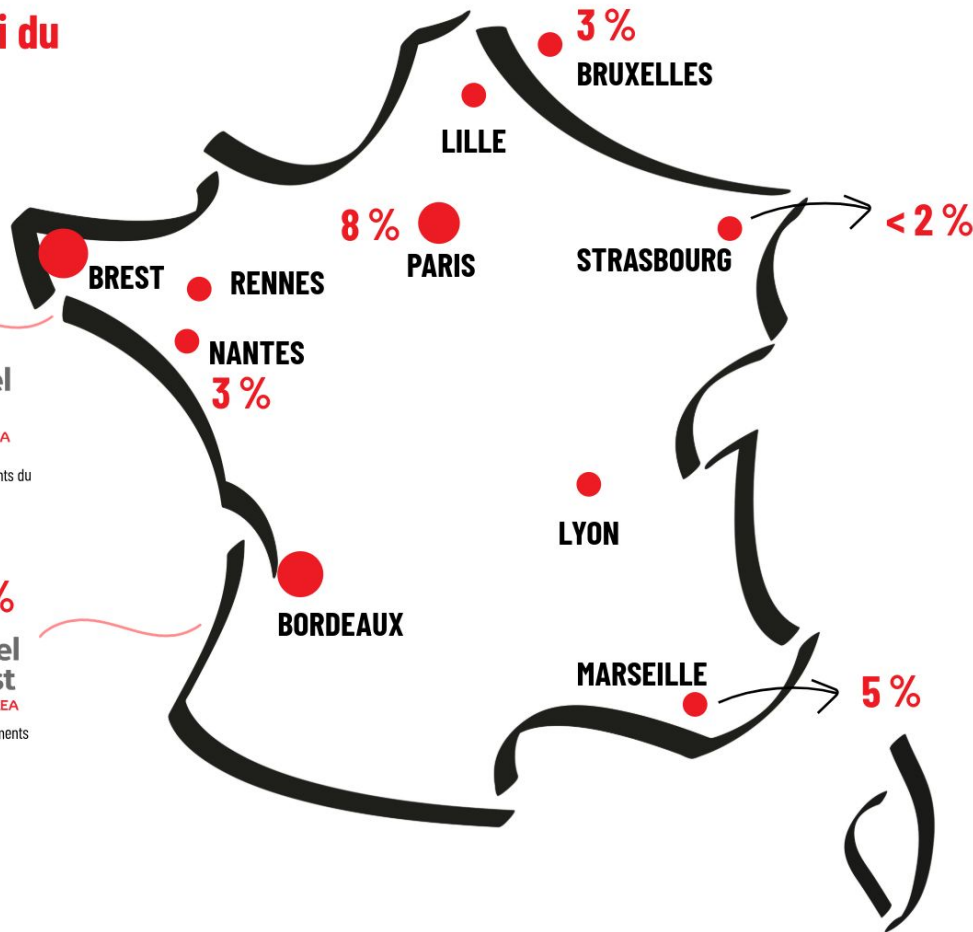 i du
3 %
BRUXELLES
LILLE
8 %
PARIS
< 2 %
STRASBOURG
BREST
RENNES
NANTES
3 %
el
A
nts du
LYON
%
BORDEAUX
el
st
EA
ments
MARSEILLE
5 %